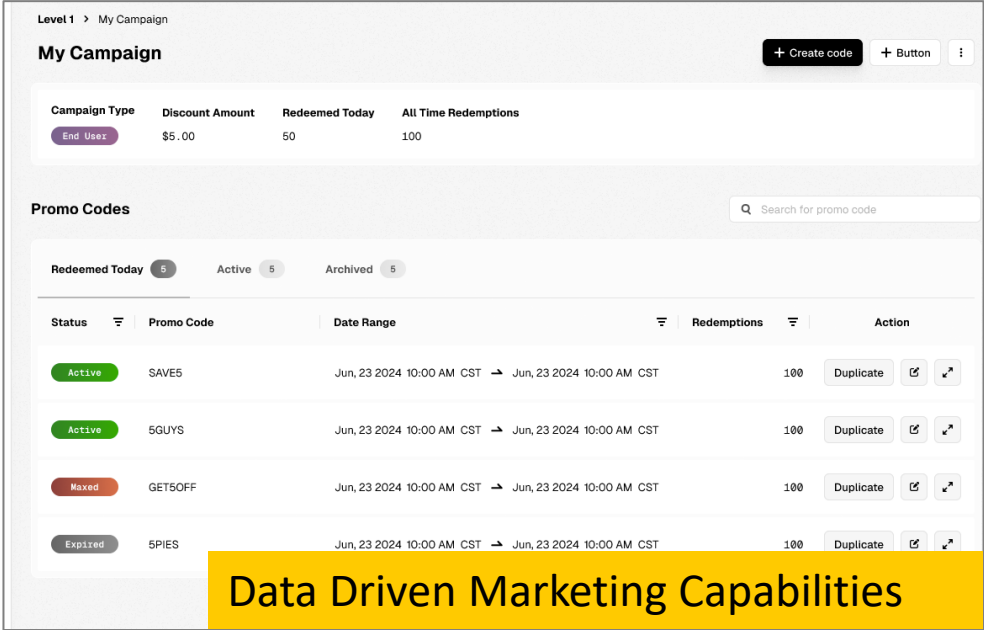 Level 1 > My Campaign
My Campaign
+ Create code + Button
Campaign Type Discount Amount Redeemed Today All Time Redemptions
End User $5.00 50 100
Promo Codes
Search for promo code
Redeemed Today 5 Active 5 Archived 5
Status Promo Code Date Range Redemptions Action
Active SAVE5 Jun, 23 2024 10:00 AM CST → Jun, 23 2024 10:00 AM CST 100 Duplicate
Active 5GUYS Jun, 23 2024 10:00 AM CST → Jun, 23 2024 10:00 AM CST 100 Duplicate
Maxed GET5OFF Jun, 23 2024 10:00 AM CST → Jun, 23 2024 10:00 AM CST 100 Duplicate
Expired 5PIES Jun, 23 2024 10:00 AM CST → Jun, 23 2024 10:00 AM CST 100 Duplicate
Data Driven Marketing Capabilities